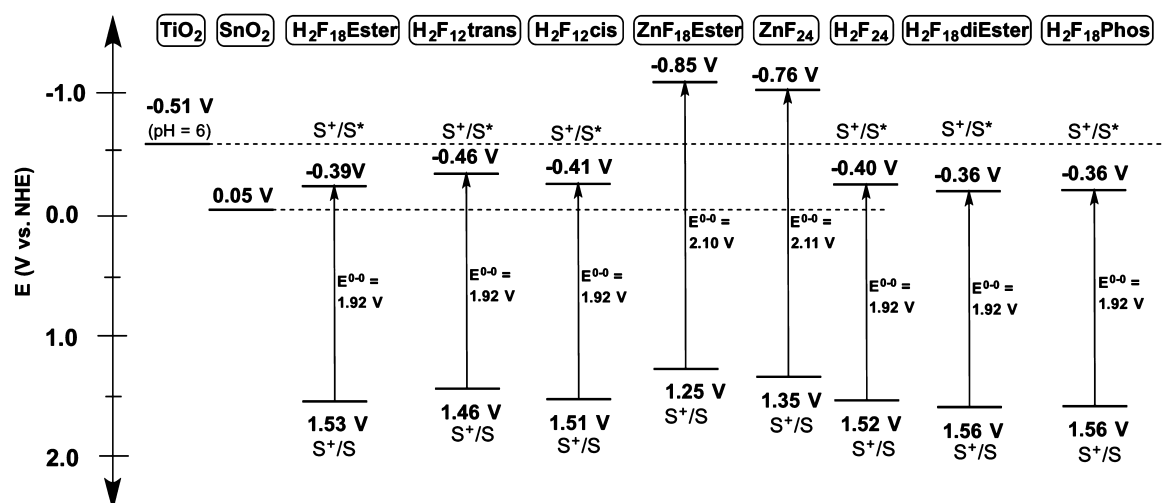 TiO₂ SnO₂ H₂F₁₈Ester H₂F₁₂trans H₂F₁₂cis ZnF₁₈Ester ZnF₂₄ H₂F₂₄ H₂F₁₈diEster H₂F₁₈Phos
-0.85 V -0.76 V
-1.0
-0.51 V
(pH = 6) S⁺/S* S⁺/S* S⁺/S* S⁺/S* S⁺/S* S⁺/S*
-0.39V -0.46 V -0.41 V -0.40 V -0.36 V -0.36 V
0.05 V
0.0
E⁰⁻⁰ = E⁰⁻⁰ =
2.10 V 2.11 V
E⁰⁻⁰ = E⁰⁻⁰ = E⁰⁻⁰ = E⁰⁻⁰ = E⁰⁻⁰ = E⁰⁻⁰ =
1.92 V 1.92 V 1.92 V 1.92 V 1.92 V 1.92 V
1.0
1.25 V 1.35 V
S⁺/S S⁺/S
1.53 V 1.46 V 1.51 V 1.52 V 1.56 V 1.56 V
S⁺/S S⁺/S S⁺/S S⁺/S S⁺/S S⁺/S
2.0
E (V vs. NHE)